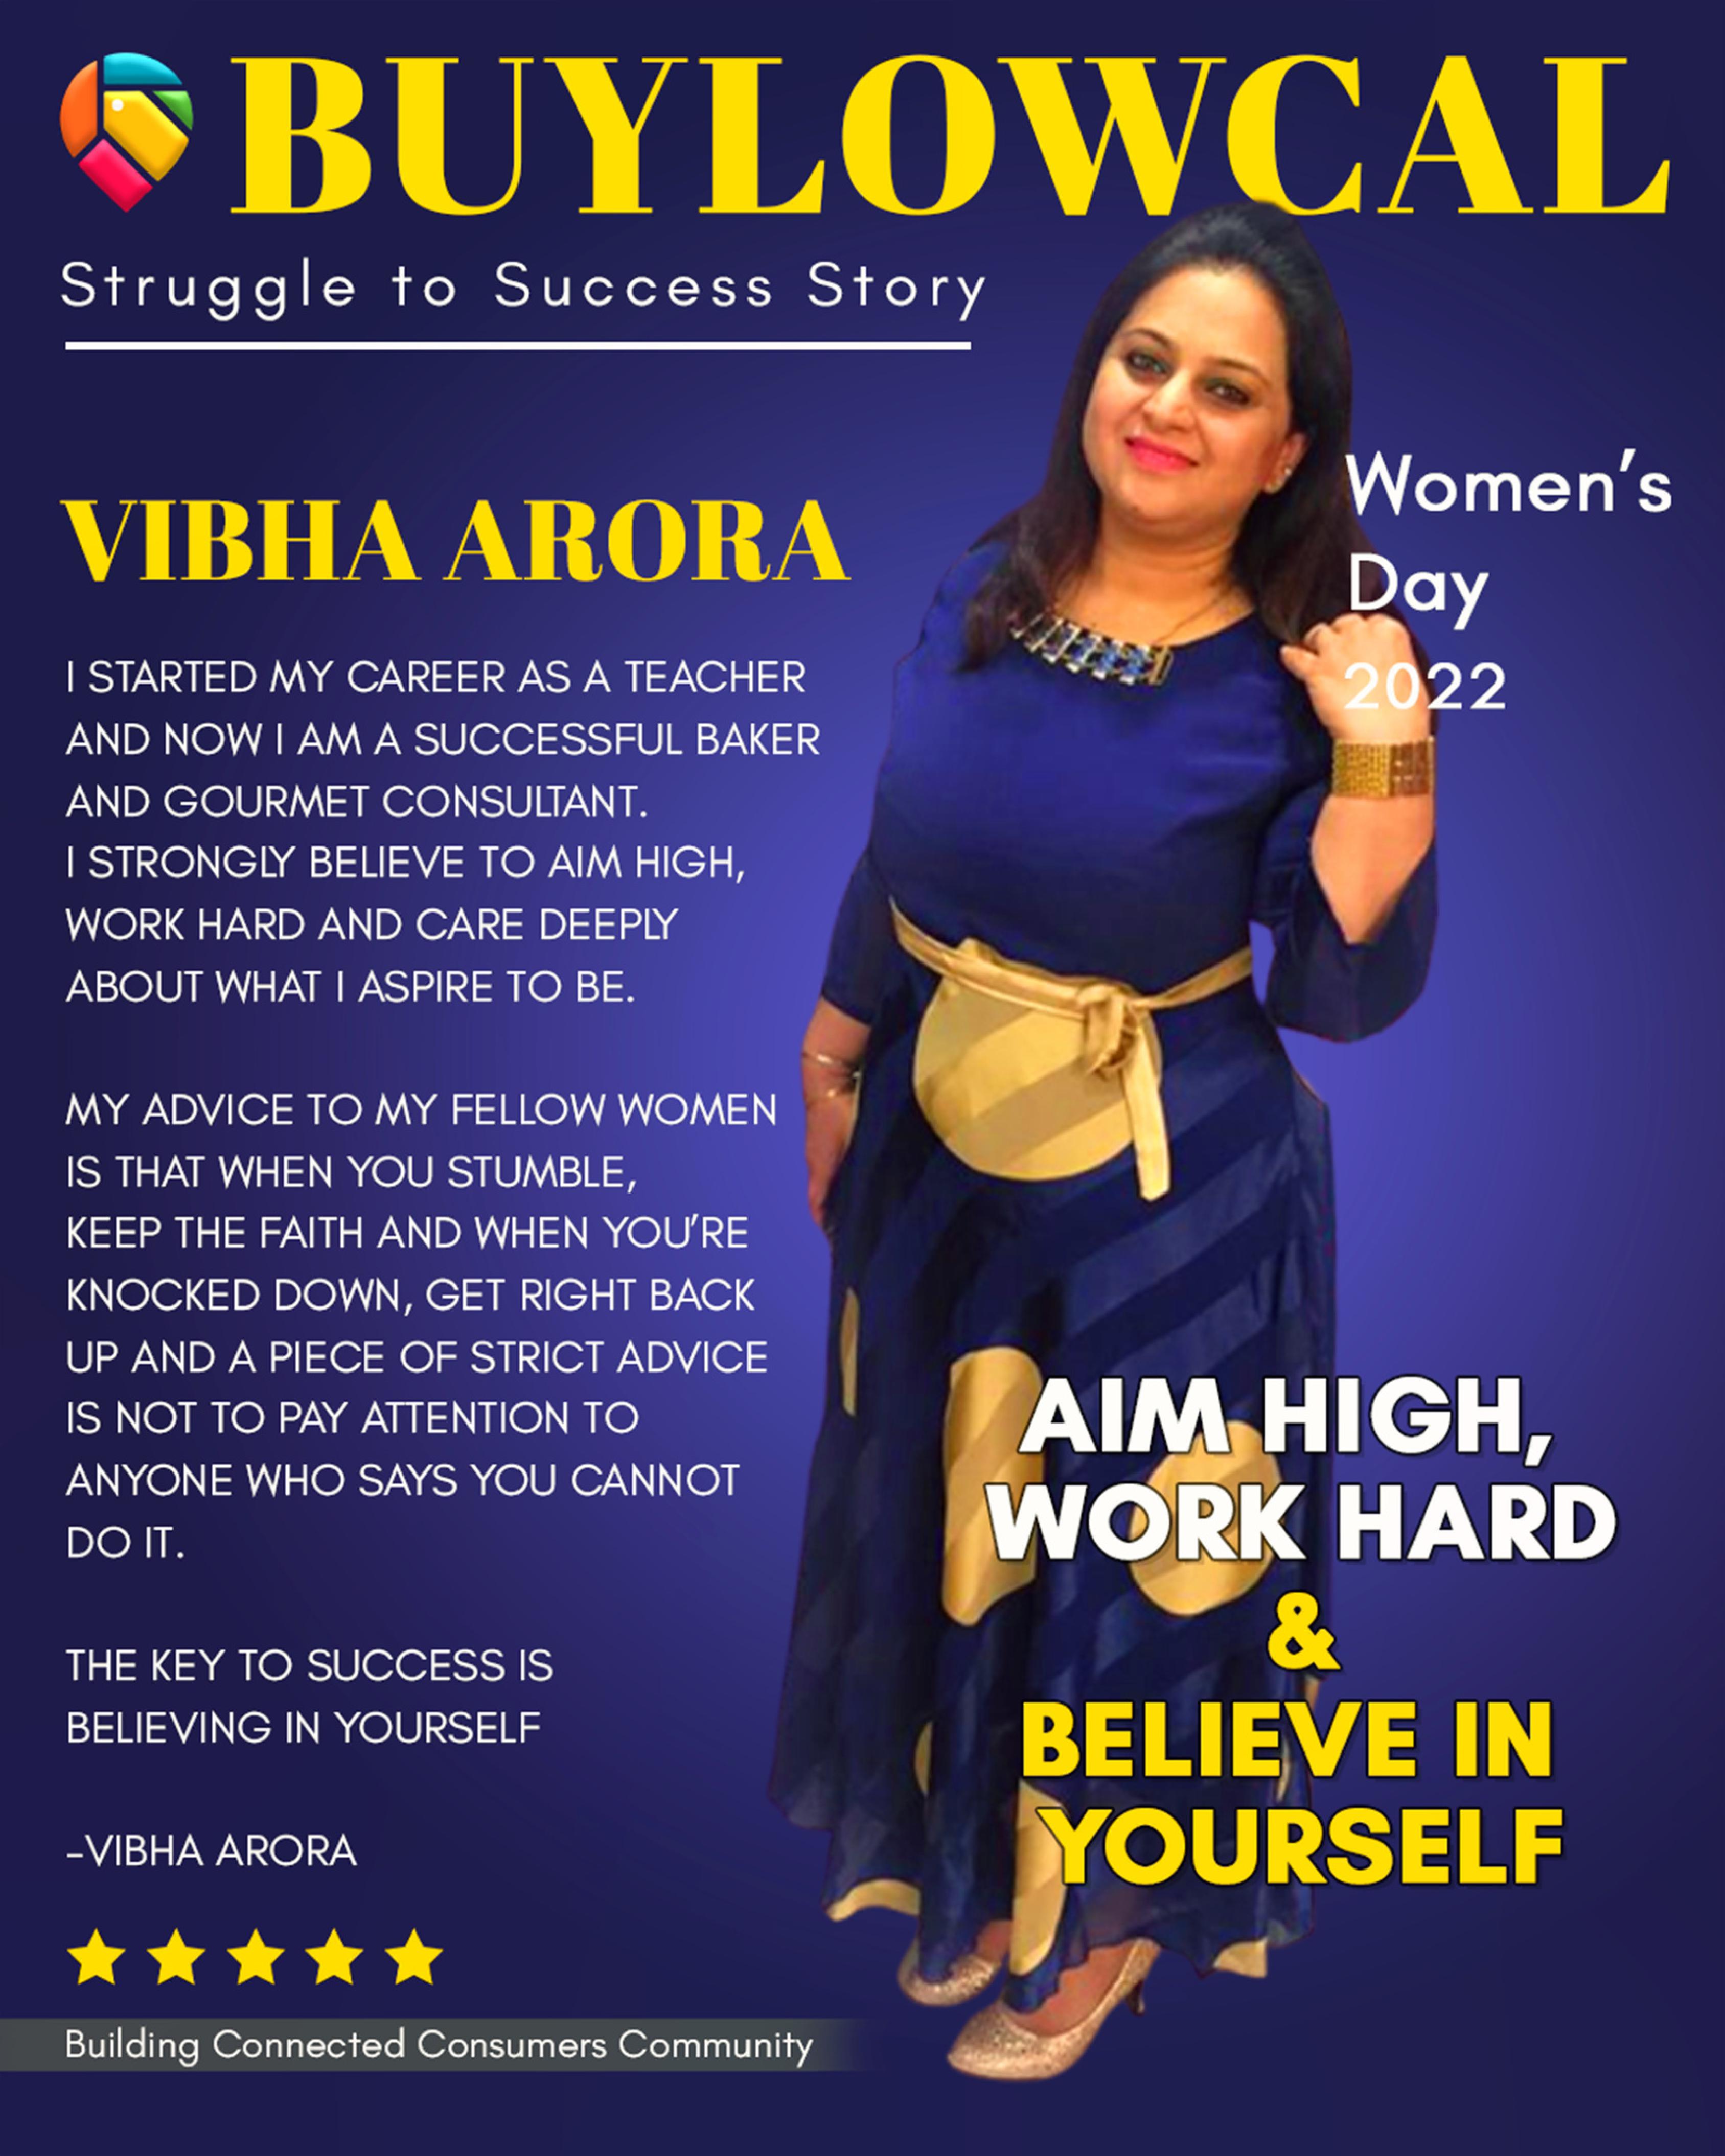 BUYLOWCAL
Struggle to Success Story
Women's
Day
2022
VIBHA ARORA
I STARTED MY CAREER AS A TEACHER
AND NOW I AM A SUCCESSFUL BAKER
AND GOURMET CONSULTANT.
I STRONGLY BELIEVE TO AIM HIGH,
WORK HARD AND CARE DEEPLY
ABOUT WHAT I ASPIRE TO BE.
MY ADVICE TO MY FELLOW WOMEN
IS THAT WHEN YOU STUMBLE,
KEEP THE FAITH AND WHEN YOU'RE
KNOCKED DOWN, GET RIGHT BACK
UP AND A PIECE OF STRICT ADVICE
IS NOT TO PAY ATTENTION TO
ANYONE WHO SAYS YOU CANNOT
DO IT.
THE KEY TO SUCCESS IS
BELIEVING IN YOURSELF
-VIBHA ARORA
AIM HIGH,
WORK HARD
&
BELIEVE IN
YOURSELF
Building Connected Consumers Community